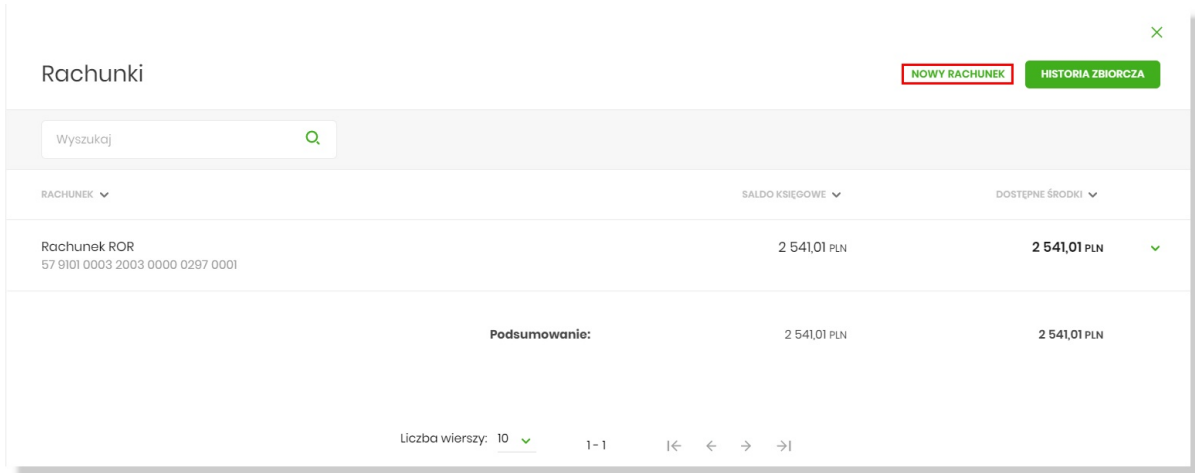 Rachunki
NOWY RACHUNEK
HISTORIA ZBIORCZA
Wyszukaj
RACHUNEK SALDO KSIĘGOWE DOSTĘPNE ŚRODKI
Rachunek ROR 2 541,01 PLN 2 541,01 PLN
57 9101 0003 2003 0000 0297 0001
Podsumowanie: 2 541,01 PLN 2 541,01 PLN
Liczba wierszy: 10 1 - 1